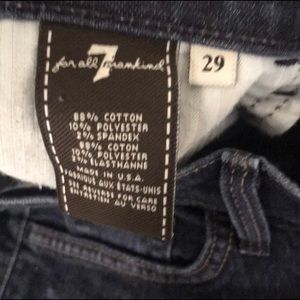 7
for all mankind
29
88% COTTON
10% POLYESTER
2% SPANDEX
88% COTON
10% POLYESTER
2% ELASTHANNE
MADE IN U.S.A.
FABRIQUE AUX ÉTATS-UNIS
SEE REVERSE FOR CARE
ENTRETIEN AU VERSO